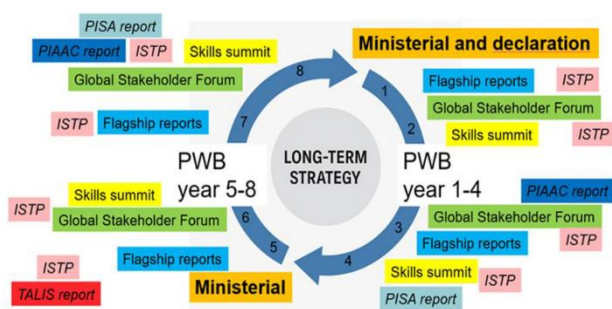 PISA report
PIAAC report
ISTP
Skills summit
Global Stakeholder Forum
ISTP
Flagship reports
PWB
year 5-8
Skills summit
ISTP
Global Stakeholder Forum
Flagship reports
ISTP
TALIS report
Ministerial
Ministerial and declaration
Flagship reports
ISTP
Global Stakeholder Forum
Skills summit
ISTP
PWB
year 1-4
PIAAC report
Global Stakeholder Forum
ISTP
Flagship reports
Skills summit
ISTP
PISA report
LONG-TERM
STRATEGY
1
2
3
4
5
6
7
8